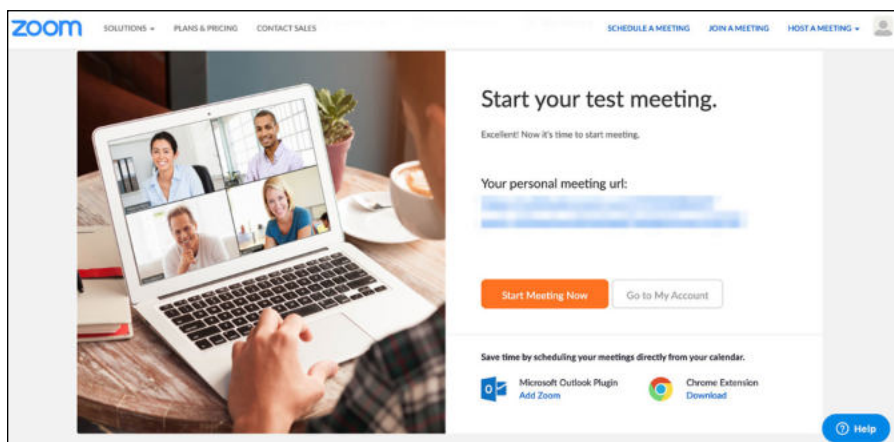 zoom
SOLUTIONS
PLANS & PRICING
CONTACT SALES
SCHEDULE A MEETING
JOIN A MEETING
HOST A MEETING
Start your test meeting.
Excellent! Now it's time to start meeting.
Your personal meeting url:
Start Meeting Now
Go to My Account
Save time by scheduling your meetings directly from your calendar.
Microsoft Outlook Plugin
Add Zoom
Chrome Extension
Download
Help